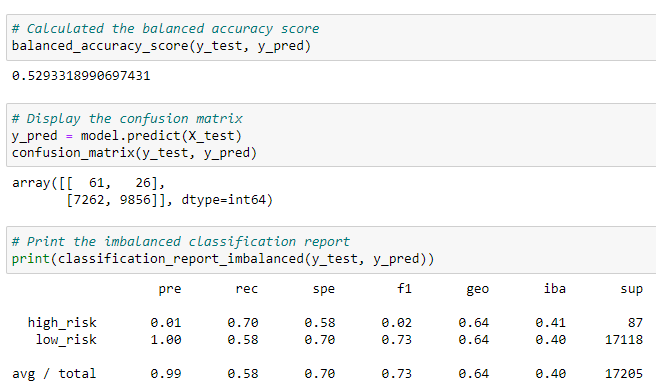 # Calculated the balanced accuracy score
balanced_accuracy_score(y_test, y_pred)
0.5293318990697431
# Display the confusion matrix
y_pred = model.predict(X_test)
confusion_matrix(y_test, y_pred)
array([[  61,   26],
       [7262, 9856]], dtype=int64)
# Print the imbalanced classification report
print(classification_report_imbalanced(y_test, y_pred))
pre rec spe f1 geo iba sup
high_risk 0.01 0.70 0.58 0.02 0.64 0.41 87
low_risk 1.00 0.58 0.70 0.73 0.64 0.40 17118
avg / total 0.99 0.58 0.70 0.73 0.64 0.40 17205